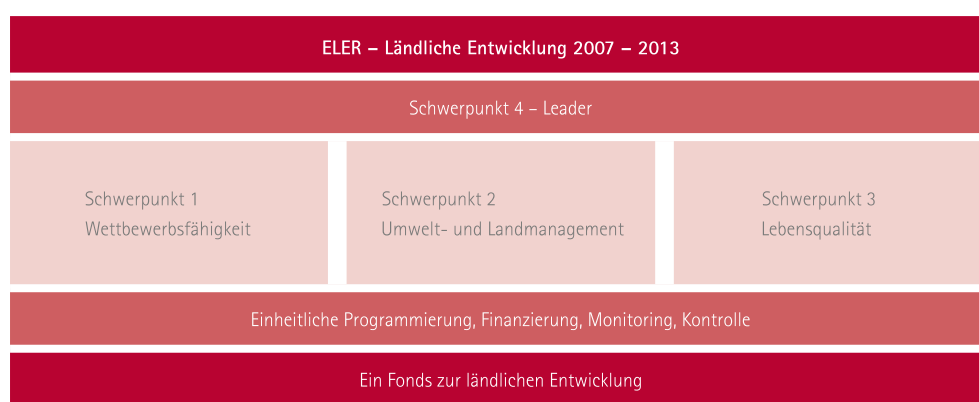 ELER – Ländliche Entwicklung 2007 – 2013
Schwerpunkt 4 – Leader
Schwerpunkt 1
Wettbewerbsfähigkeit
Schwerpunkt 2
Umwelt- und Landmanagement
Schwerpunkt 3
Lebensqualität
Einheitliche Programmierung, Finanzierung, Monitoring, Kontrolle
Ein Fonds zur ländlichen Entwicklung